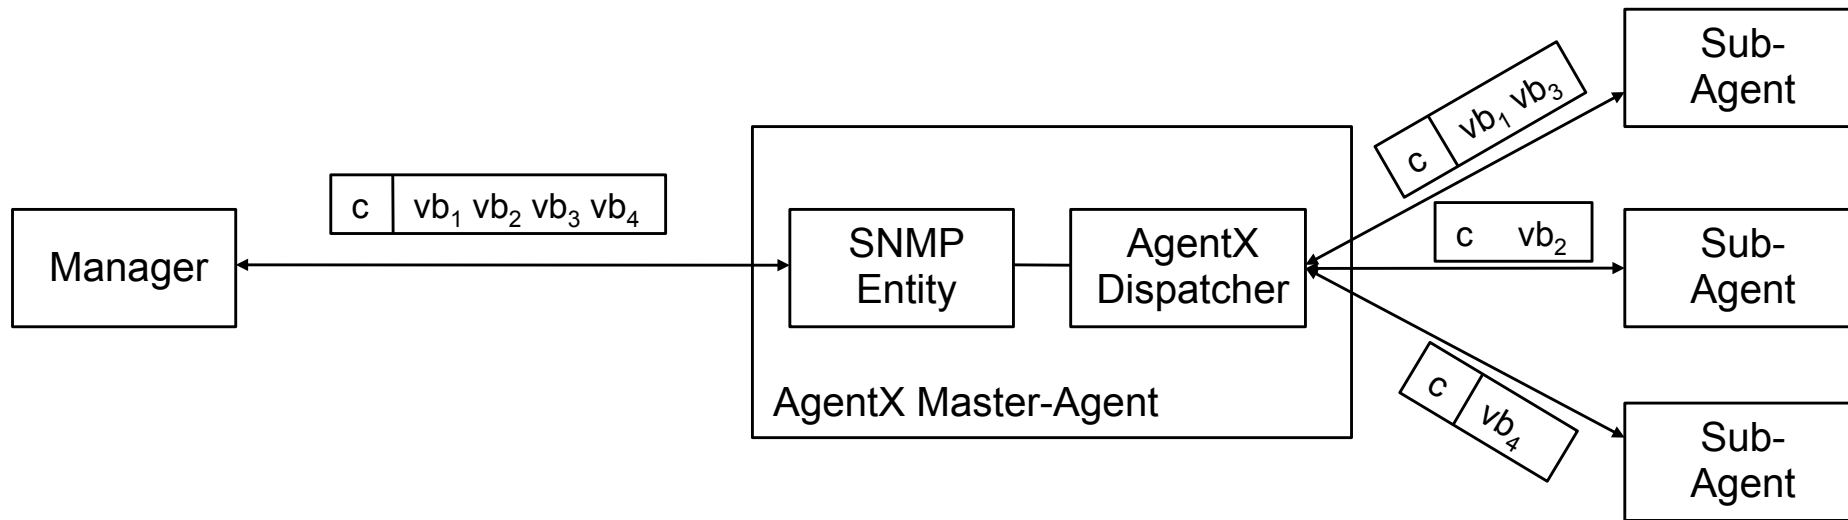 Manager
c vb₁ vb₂ vb₃ vb₄
SNMP
Entity
AgentX
Dispatcher
AgentX Master-Agent
c vb₁ vb₃
c vb₂
c vb₄
Sub-
Agent
Sub-
Agent
Sub-
Agent